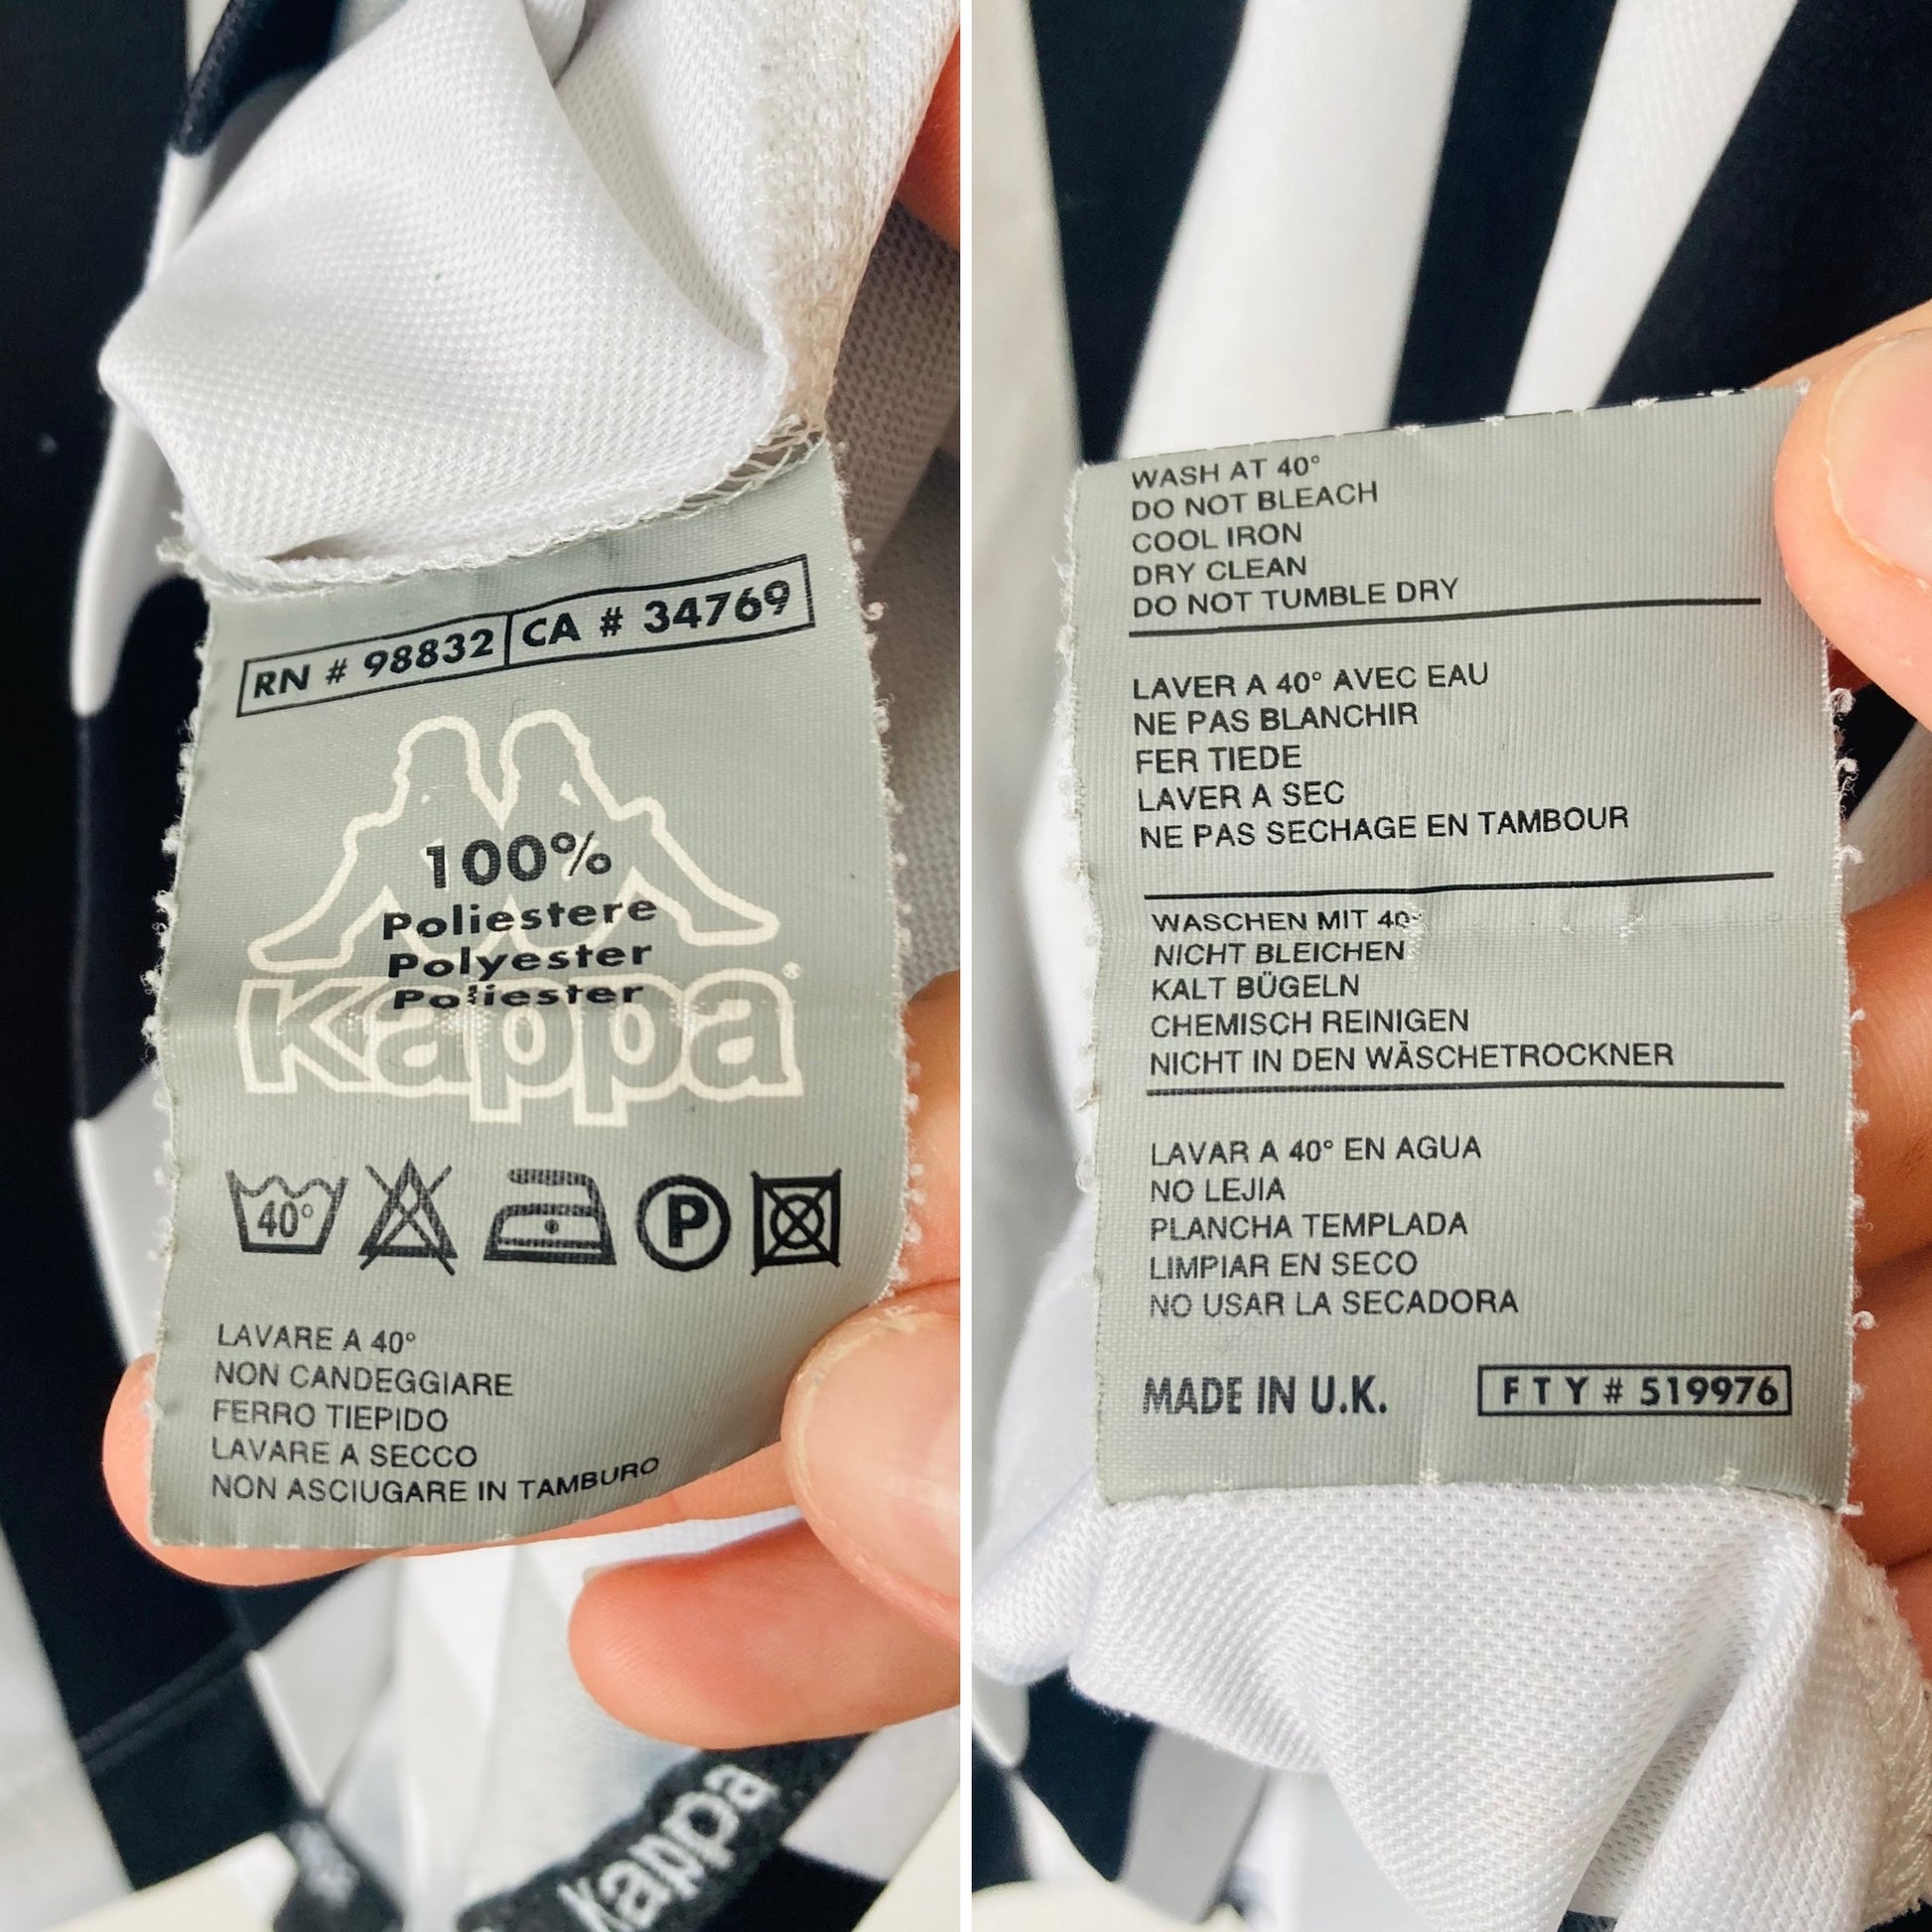 RN # 98832 CA # 34769
100%
Poliestere
Polyester
Poliester
Kappa®
40°
P
LAVARE A 40°
NON CANDEGGIARE
FERRO TIEPIDO
LAVARE A SECCO
NON ASCIUGARE IN TAMBURO
Kappa
WASH AT 40°
DO NOT BLEACH
COOL IRON
DRY CLEAN
DO NOT TUMBLE DRY
LAVER A 40° AVEC EAU
NE PAS BLANCHIR
FER TIEDE
LAVER A SEC
NE PAS SECHAGE EN TAMBOUR
WASCHEN MIT 40°
NICHT BLEICHEN
KALT BÜGELN
CHEMISCH REINIGEN
NICHT IN DEN WÄSCHETROCKNER
LAVAR A 40° EN AGUA
NO LEJIA
PLANCHA TEMPLADA
LIMPIAR EN SECO
NO USAR LA SECADORA
MADE IN U.K. FTY # 519976